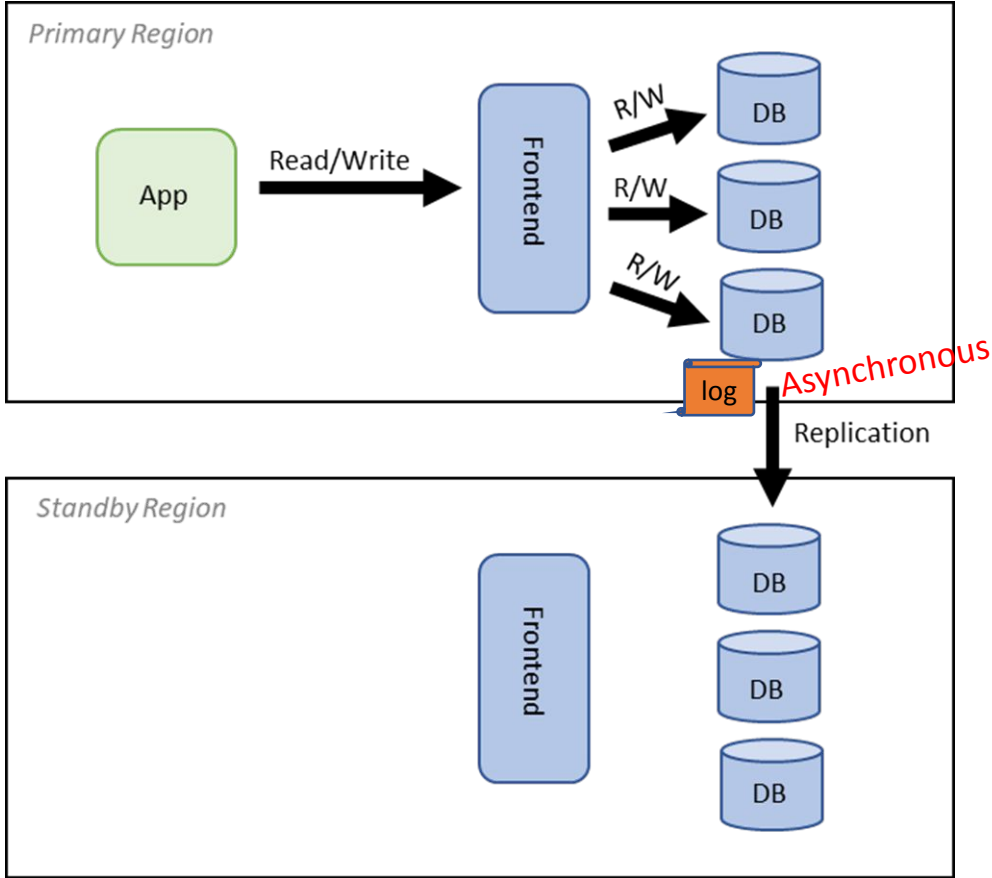 Primary Region
App
Read/Write
Frontend
R/W
R/W
R/W
DB
DB
DB
log
Asynchronous
Replication
Standby Region
Frontend
DB
DB
DB